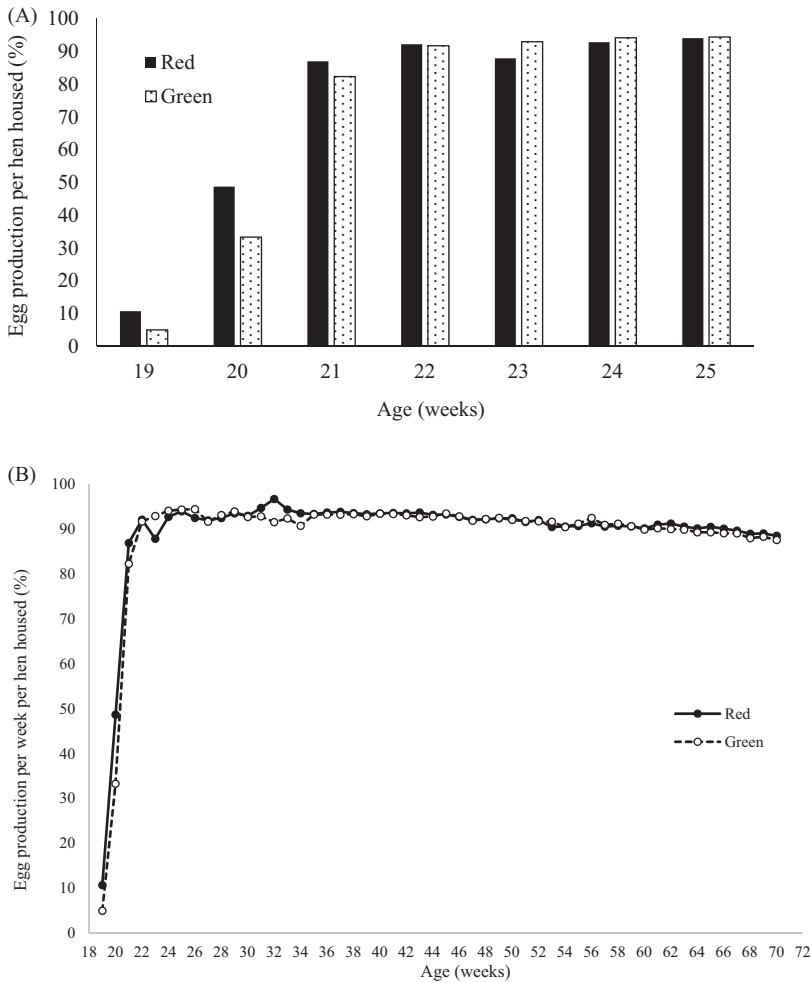 (A)
Egg production per hen housed (%)
100
90
80
70
60
50
40
30
20
10
0
Red
Green
19 20 21 22 23 24 25
Age (weeks)
(B)
Egg production per week per hen housed (%)
100
90
80
70
60
50
40
30
20
10
0
Red
Green
18 20 22 24 26 28 30 32 34 36 38 40 42 44 46 48 50 52 54 56 58 60 62 64 66 68 70 72
Age (weeks)